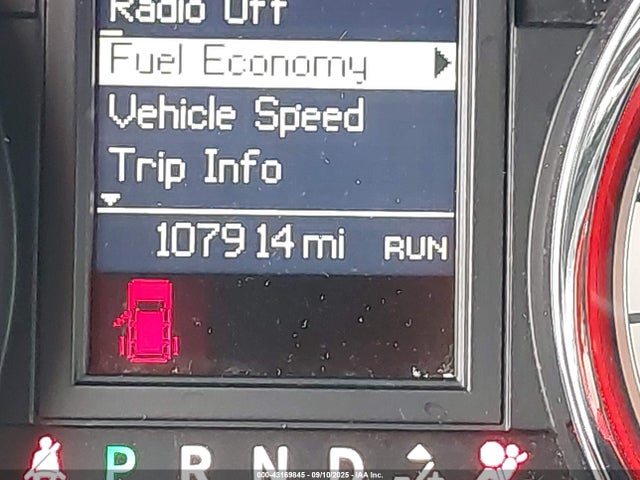 Radio Off
Fuel Economy
Vehicle Speed
Trip Info
107914 mi RUN
P R N D
000-43169845 - 09/10/2025 - IAA Inc.